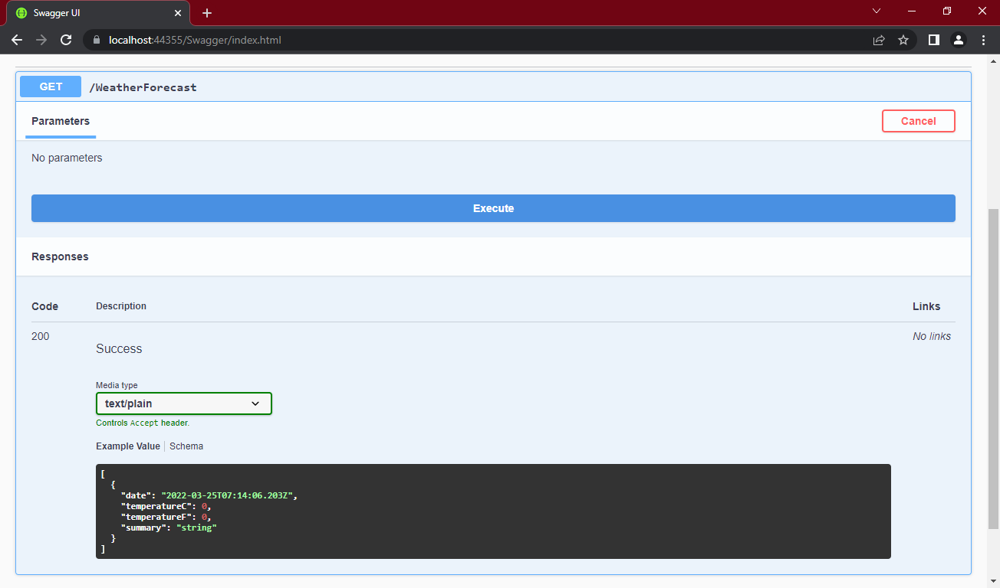 Swagger UI
localhost:44355/Swagger/index.html
GET /WeatherForecast
Parameters Cancel
No parameters
Execute
Responses
Code Description Links
200 Success No links
Media type
text/plain
Controls Accept header.
Example Value Schema
[
  {
    "date": "2022-03-25T07:14:06.203Z",
    "temperatureC": 0,
    "temperatureF": 0,
    "summary": "string"
  }
]